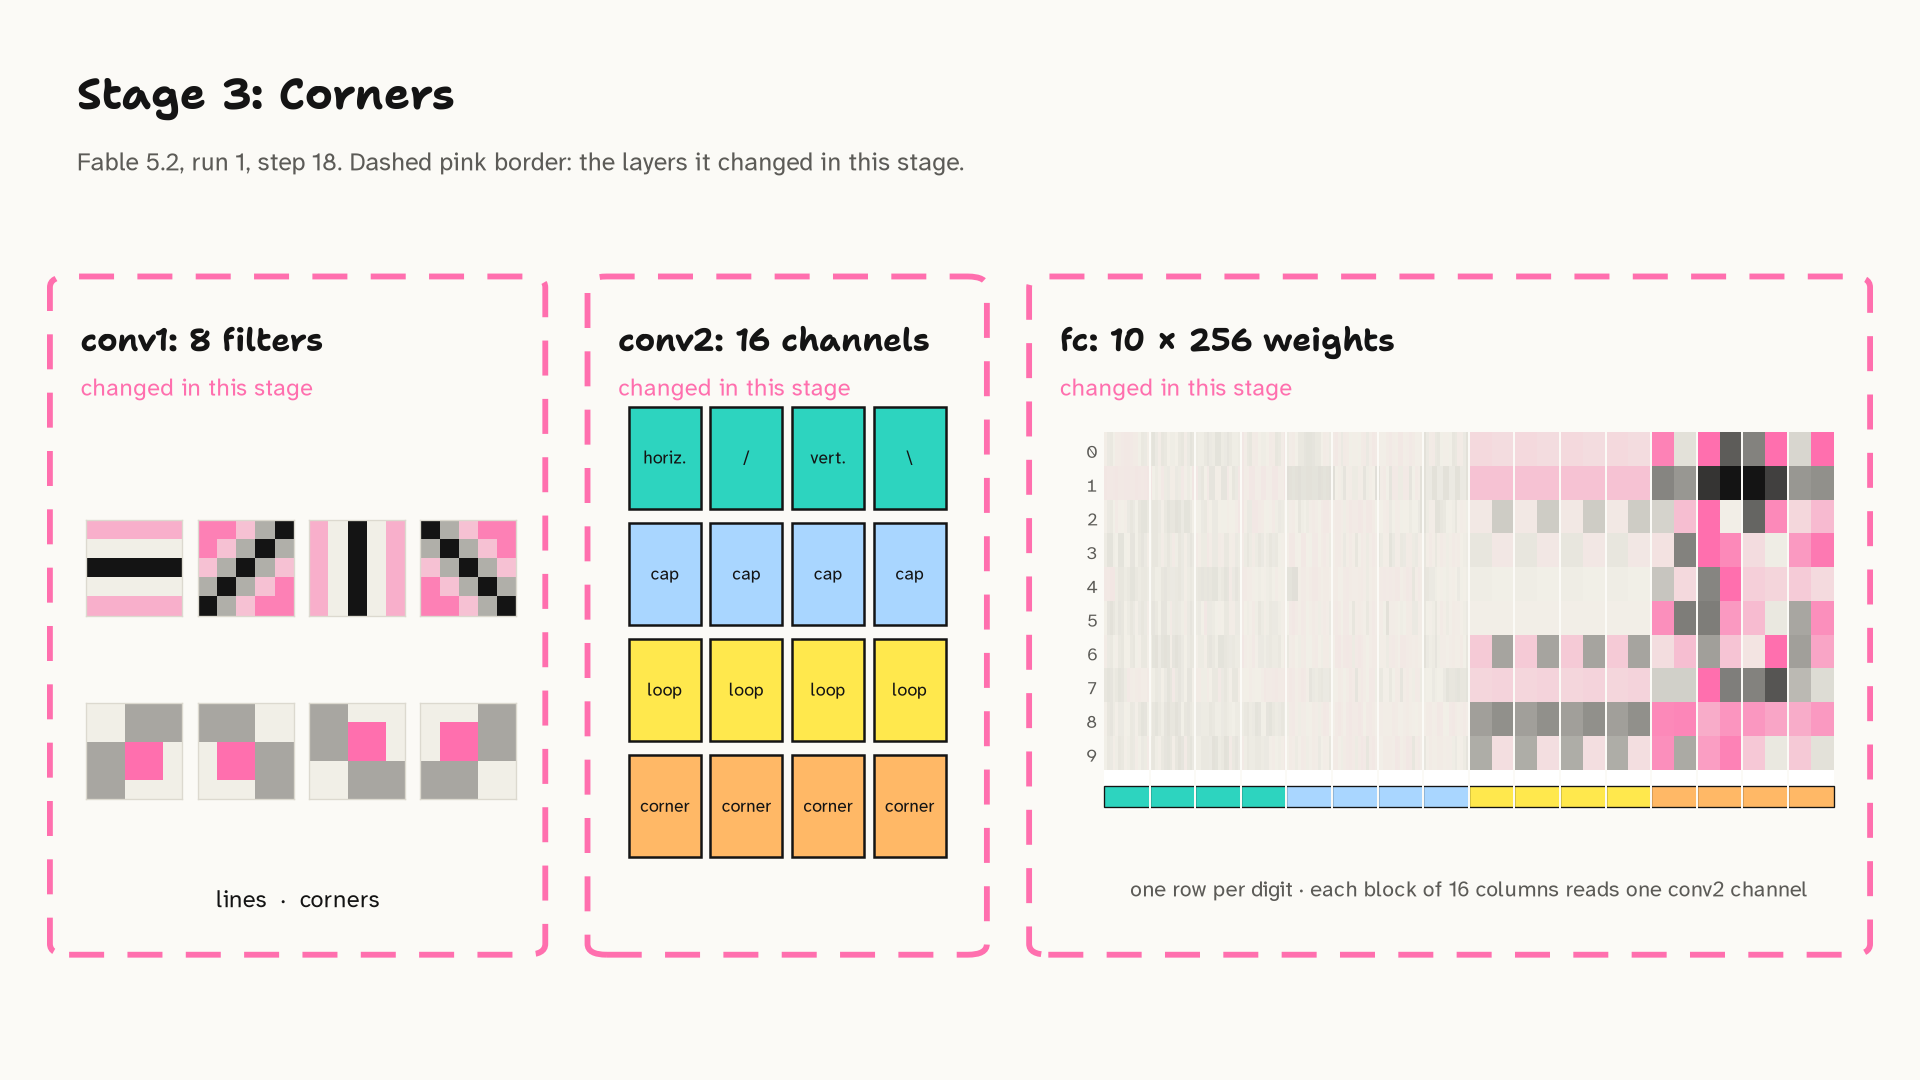 Stage 3: Corners
Fable 5.2, run 1, step 18. Dashed pink border: the layers it changed in this stage.
conv1: 8 filters
changed in this stage
lines · corners
conv2: 16 channels
changed in this stage
horiz. / vert. \
cap cap cap cap
loop loop loop loop
corner corner corner corner
fc: 10 × 256 weights
changed in this stage
0
1
2
3
4
5
6
7
8
9
one row per digit · each block of 16 columns reads one conv2 channel